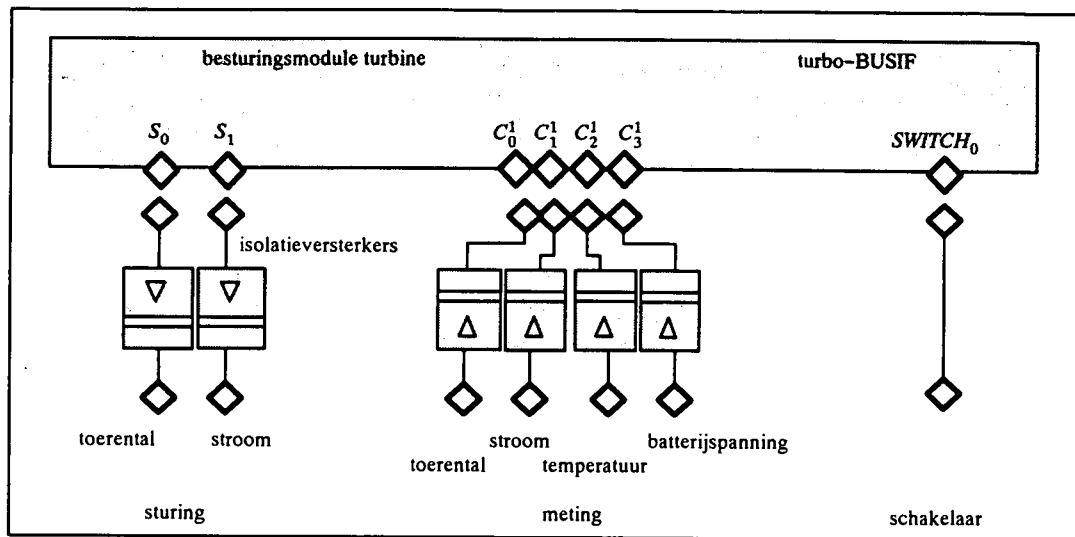 besturingsmodule turbine turbo-BUSIF
S₀ S₁ C₀¹ C₁¹ C₂¹ C₃¹ SWITCH₀
isolatieversterkers
toerental stroom stroom batterijspanning
toerental temperatuur
sturing meting schakelaar